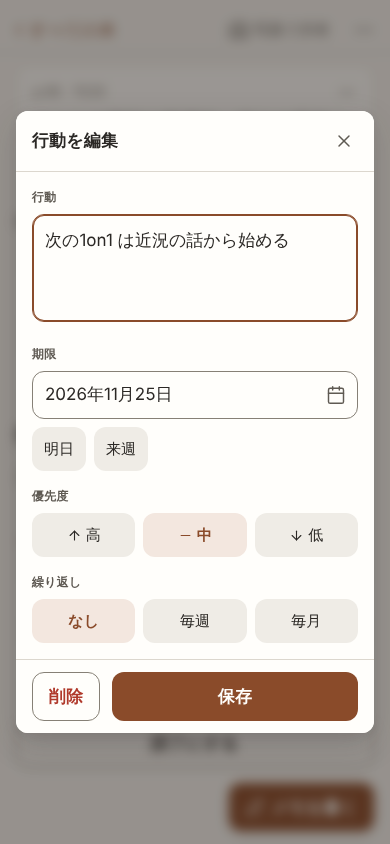 行動を編集
行動
次の1on1 は近況の話から始める
期限
2026年11月25日
明日 来週
優先度
↑ 高 − 中 ↓ 低
繰り返し
なし 毎週 毎月
削除 保存